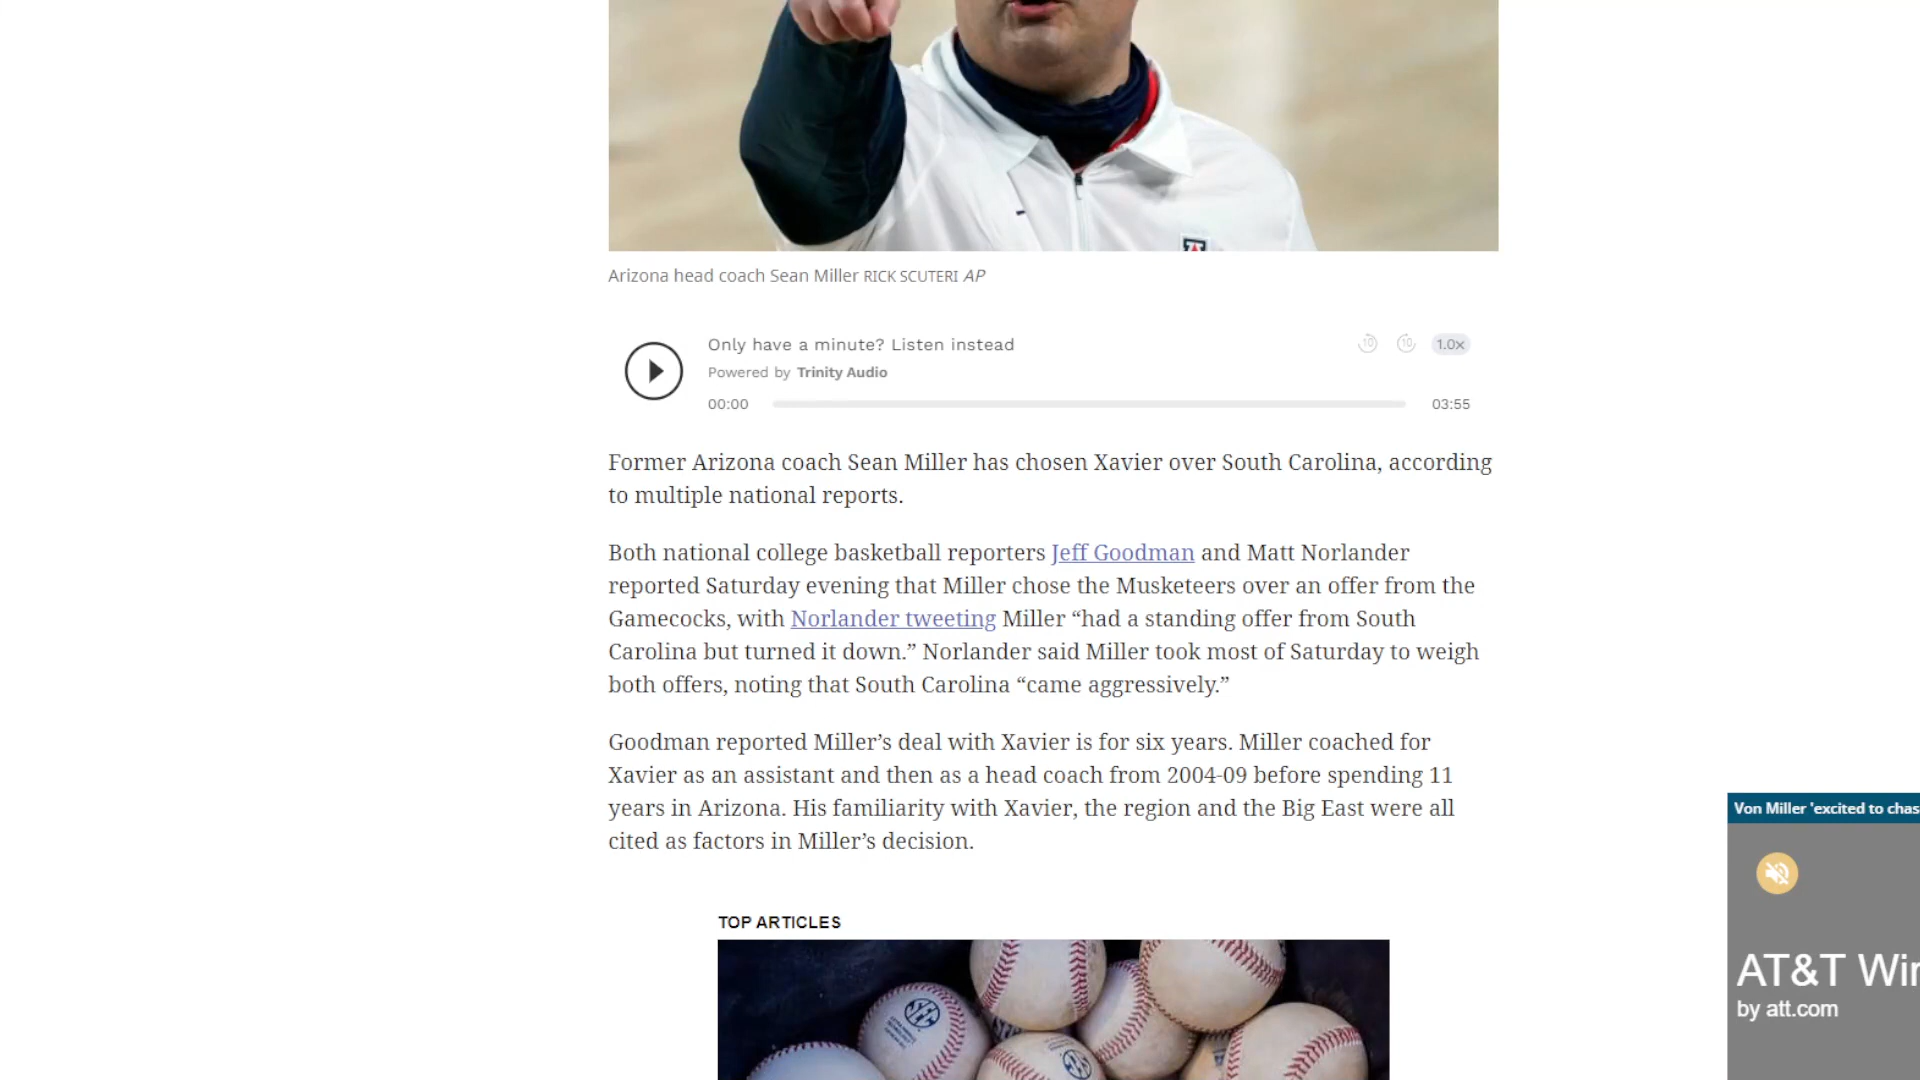 Arizona head coach Sean Miller RICK SCUTERI AP
Only have a minute? Listen instead
10 10 1.0x
Powered by Trinity Audio
00:00 03:55
Former Arizona coach Sean Miller has chosen Xavier over South Carolina, according
to multiple national reports.
Both national college basketball reporters Jeff Goodman and Matt Norlander
reported Saturday evening that Miller chose the Musketeers over an offer from the
Gamecocks, with Norlander tweeting Miller “had a standing offer from South
Carolina but turned it down.” Norlander said Miller took most of Saturday to weigh
both offers, noting that South Carolina “came aggressively.”
Goodman reported Miller’s deal with Xavier is for six years. Miller coached for
Xavier as an assistant and then as a head coach from 2004-09 before spending 11
years in Arizona. His familiarity with Xavier, the region and the Big East were all
cited as factors in Miller’s decision.
Von Miller 'excited to chas
AT&T Wir
by att.com
TOP ARTICLES
SEC
SEC